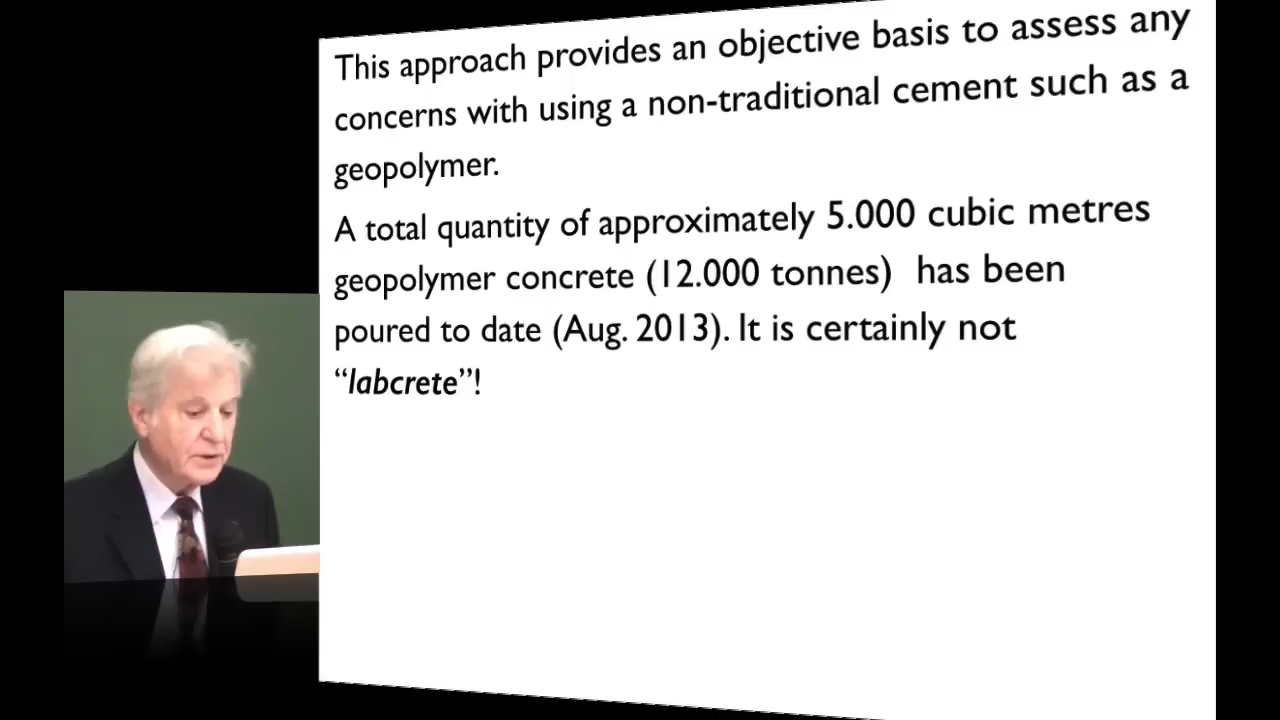 This approach provides an objective basis to assess any
concerns with using a non-traditional cement such as a
geopolymer.
A total quantity of approximately 5.000 cubic metres
geopolymer concrete (12.000 tonnes) has been
poured to date (Aug. 2013). It is certainly not
“labcrete”!